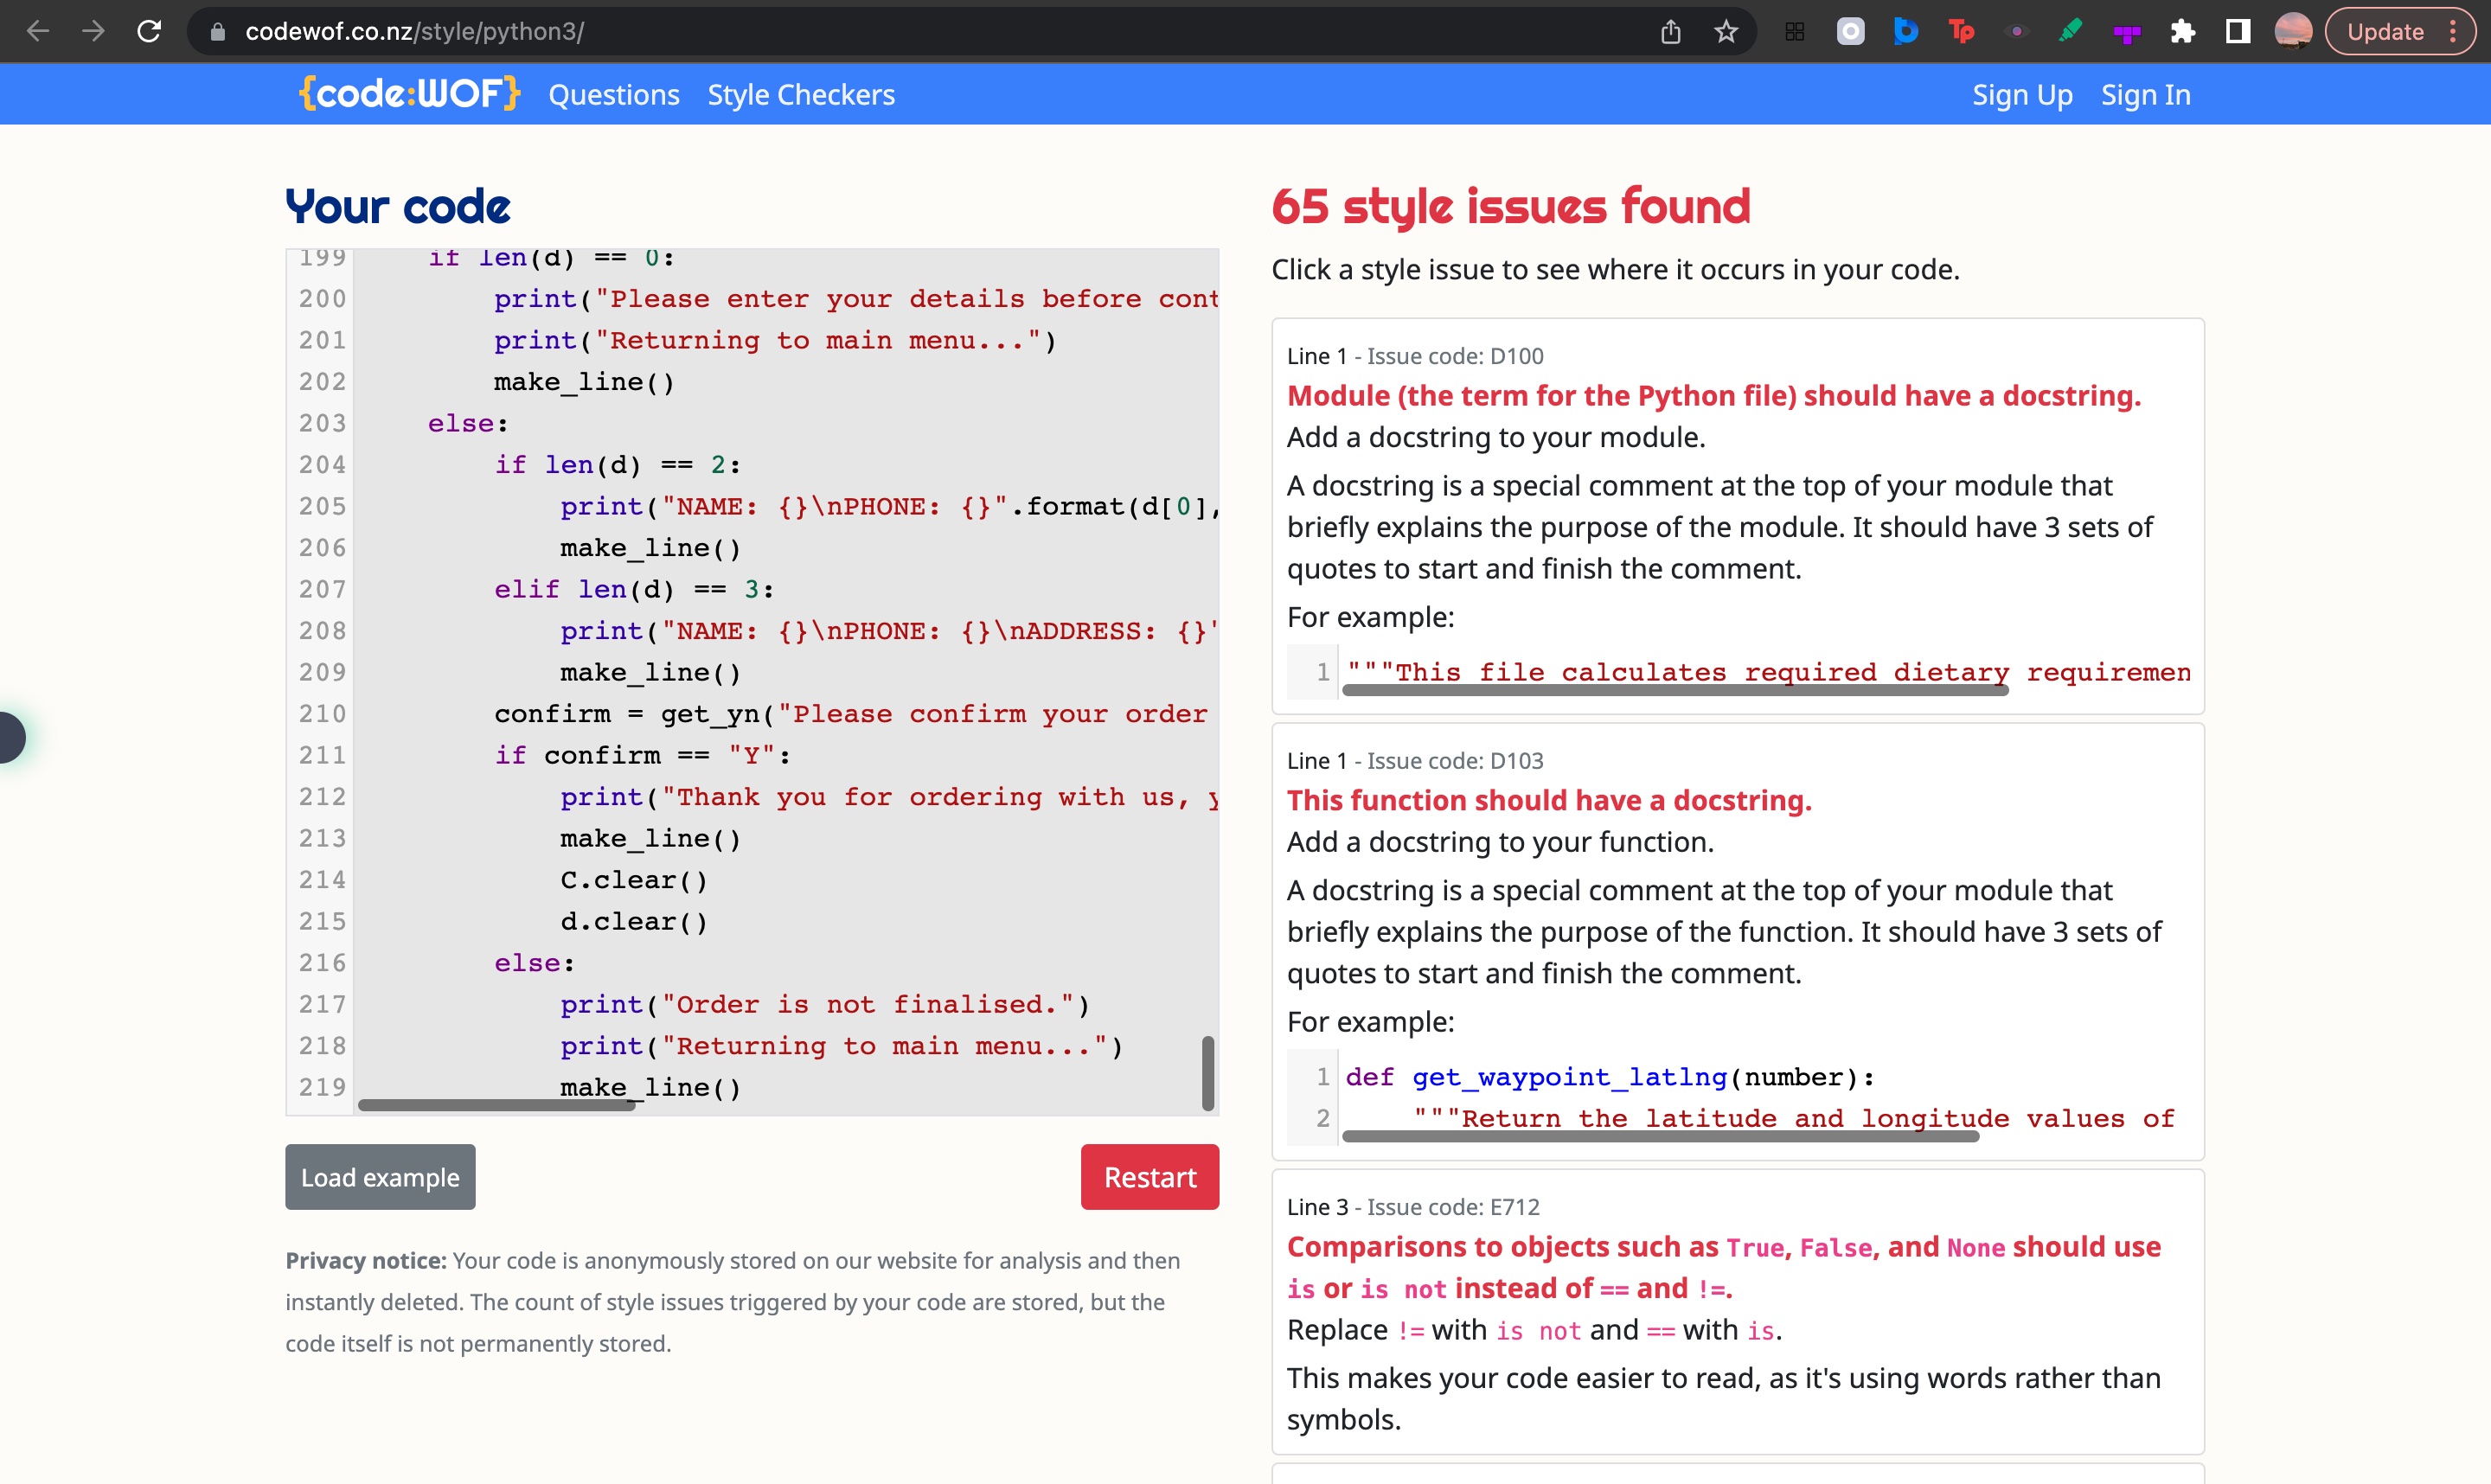 codewof.co.nz/style/python3/
Update
{code:WOF}
Questions
Style Checkers
Sign Up
Sign In
Your code
199 if len(d) == 0:
200 print("Please enter your details before cont
201 print("Returning to main menu...")
202 make_line()
203 else:
204 if len(d) == 2:
205 print("NAME: {}\nPHONE: {}".format(d[0],
206 make_line()
207 elif len(d) == 3:
208 print("NAME: {}\nPHONE: {}\nADDRESS: {}"
209 make_line()
210 confirm = get_yn("Please confirm your order
211 if confirm == "Y":
212 print("Thank you for ordering with us, y
213 make_line()
214 C.clear()
215 d.clear()
216 else:
217 print("Order is not finalised.")
218 print("Returning to main menu...")
219 make_line()
Load example
Restart
Privacy notice: Your code is anonymously stored on our website for analysis and then
instantly deleted. The count of style issues triggered by your code are stored, but the
code itself is not permanently stored.
65 style issues found
Click a style issue to see where it occurs in your code.
Line 1 - Issue code: D100
Module (the term for the Python file) should have a docstring.
Add a docstring to your module.
A docstring is a special comment at the top of your module that
briefly explains the purpose of the module. It should have 3 sets of
quotes to start and finish the comment.
For example:
1 """This file calculates required dietary requiremen
Line 1 - Issue code: D103
This function should have a docstring.
Add a docstring to your function.
A docstring is a special comment at the top of your module that
briefly explains the purpose of the function. It should have 3 sets of
quotes to start and finish the comment.
For example:
1 def get_waypoint_latlng(number):
2 """Return the latitude and longitude values of
Line 3 - Issue code: E712
Comparisons to objects such as True, False, and None should use
is or is not instead of == and !=.
Replace != with is not and == with is.
This makes your code easier to read, as it's using words rather than
symbols.